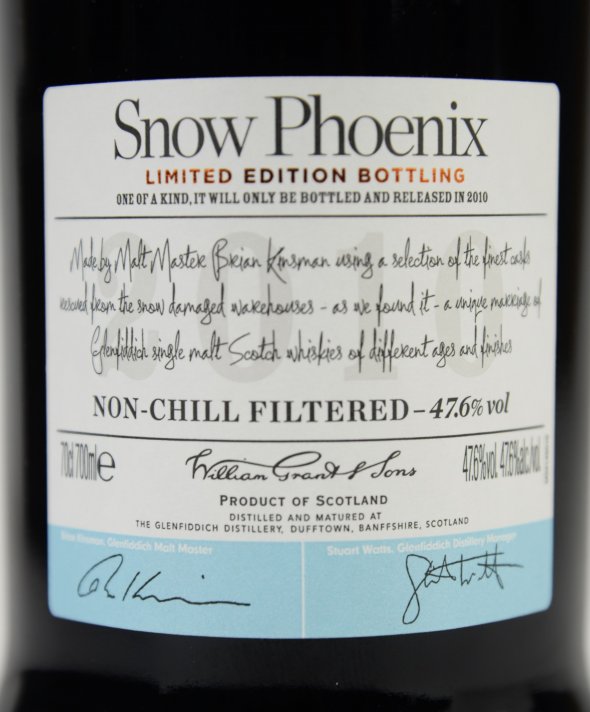 Snow Phoenix
LIMITED EDITION BOTTLING
ONE OF A KIND, IT WILL ONLY BE BOTTLED AND RELEASED IN 2010
2010
Made by Malt Master Brian Kinsman using a selection of the finest casks
rescued from the snow damaged warehouses - as we found it - a unique marriage of
Glenfiddich single malt Scotch whiskies of different ages and finishes
NON-CHILL FILTERED – 47.6% vol
70cl 700ml e
William Grant & Sons
47.6%vol. 47.6%alc./vol.
PRODUCT OF SCOTLAND
DISTILLED AND MATURED AT
THE GLENFIDDICH DISTILLERY, DUFFTOWN, BANFFSHIRE, SCOTLAND
Brian Kinsman, Glenfiddich Malt Master
Stuart Watts, Glenfiddich Distillery Manager